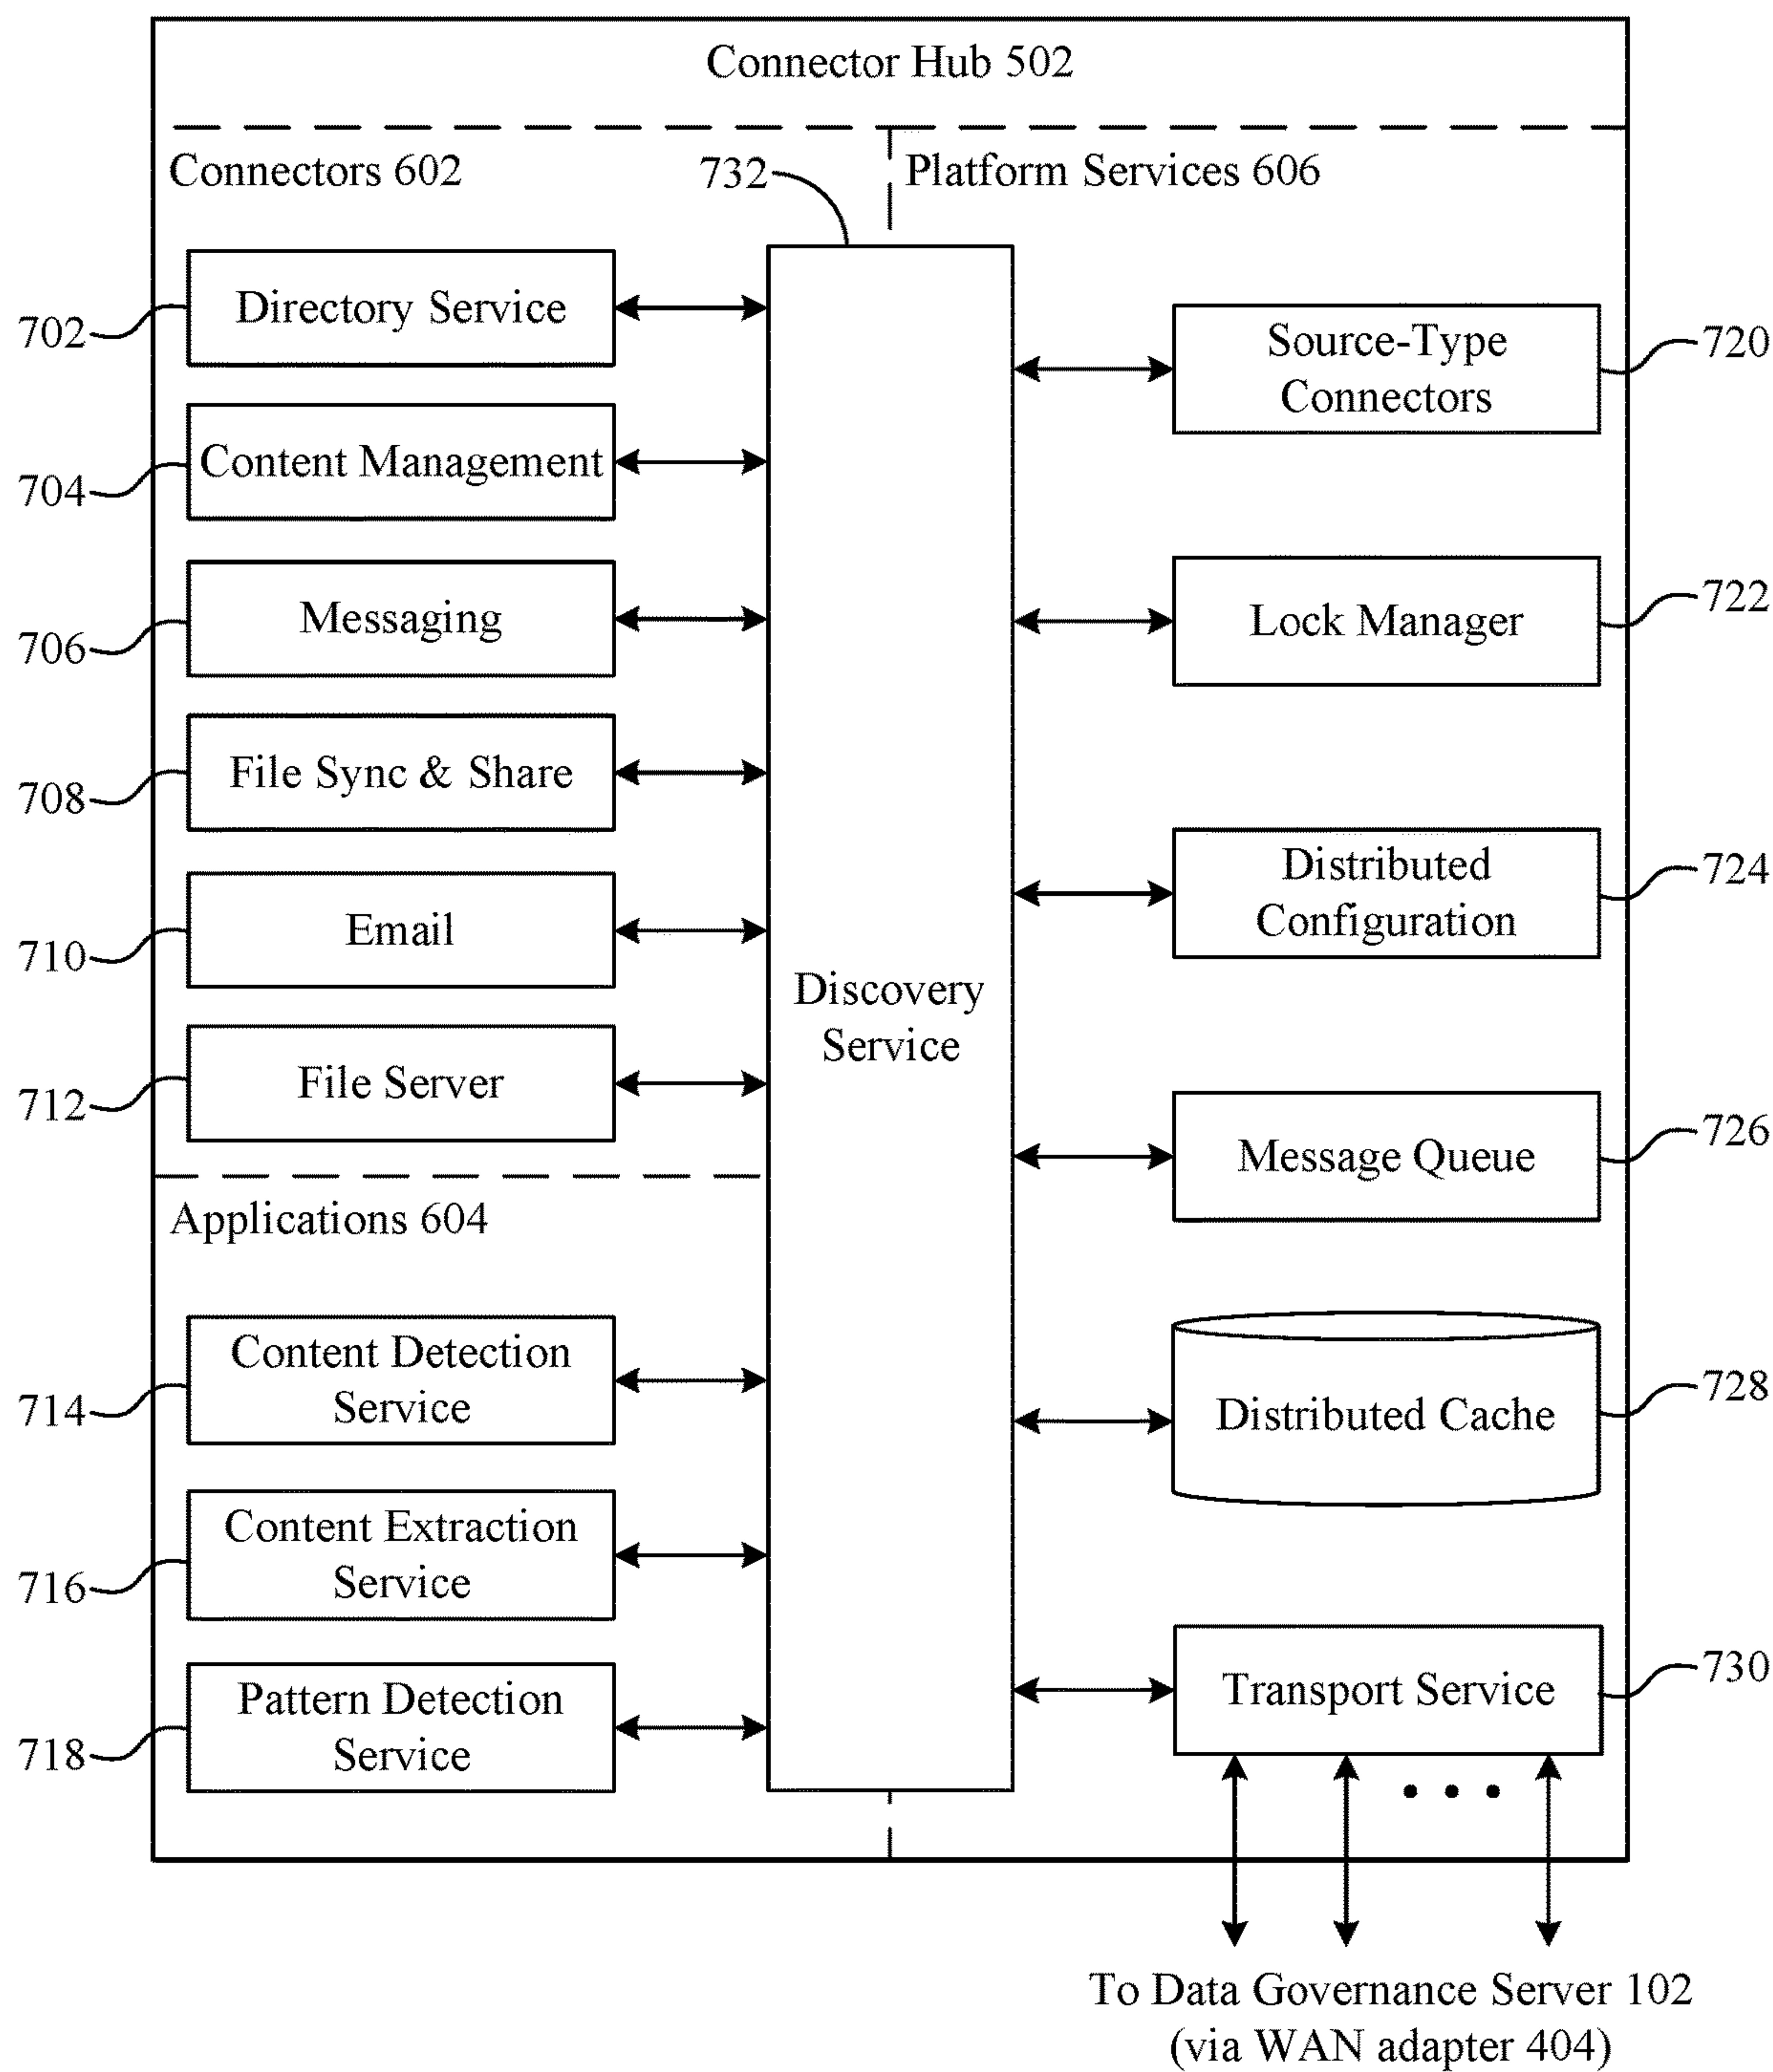 Connector Hub 502
Connectors 602
732
Platform Services 606
702
Directory Service
704
Content Management
706
Messaging
708
File Sync & Share
710
Email
712
File Server
Applications 604
714
Content Detection
Service
716
Content Extraction
Service
718
Pattern Detection
Service
Discovery
Service
Source-Type
Connectors
720
Lock Manager
722
Distributed
Configuration
724
Message Queue
726
Distributed Cache
728
Transport Service
730
To Data Governance Server 102
(via WAN adapter 404)